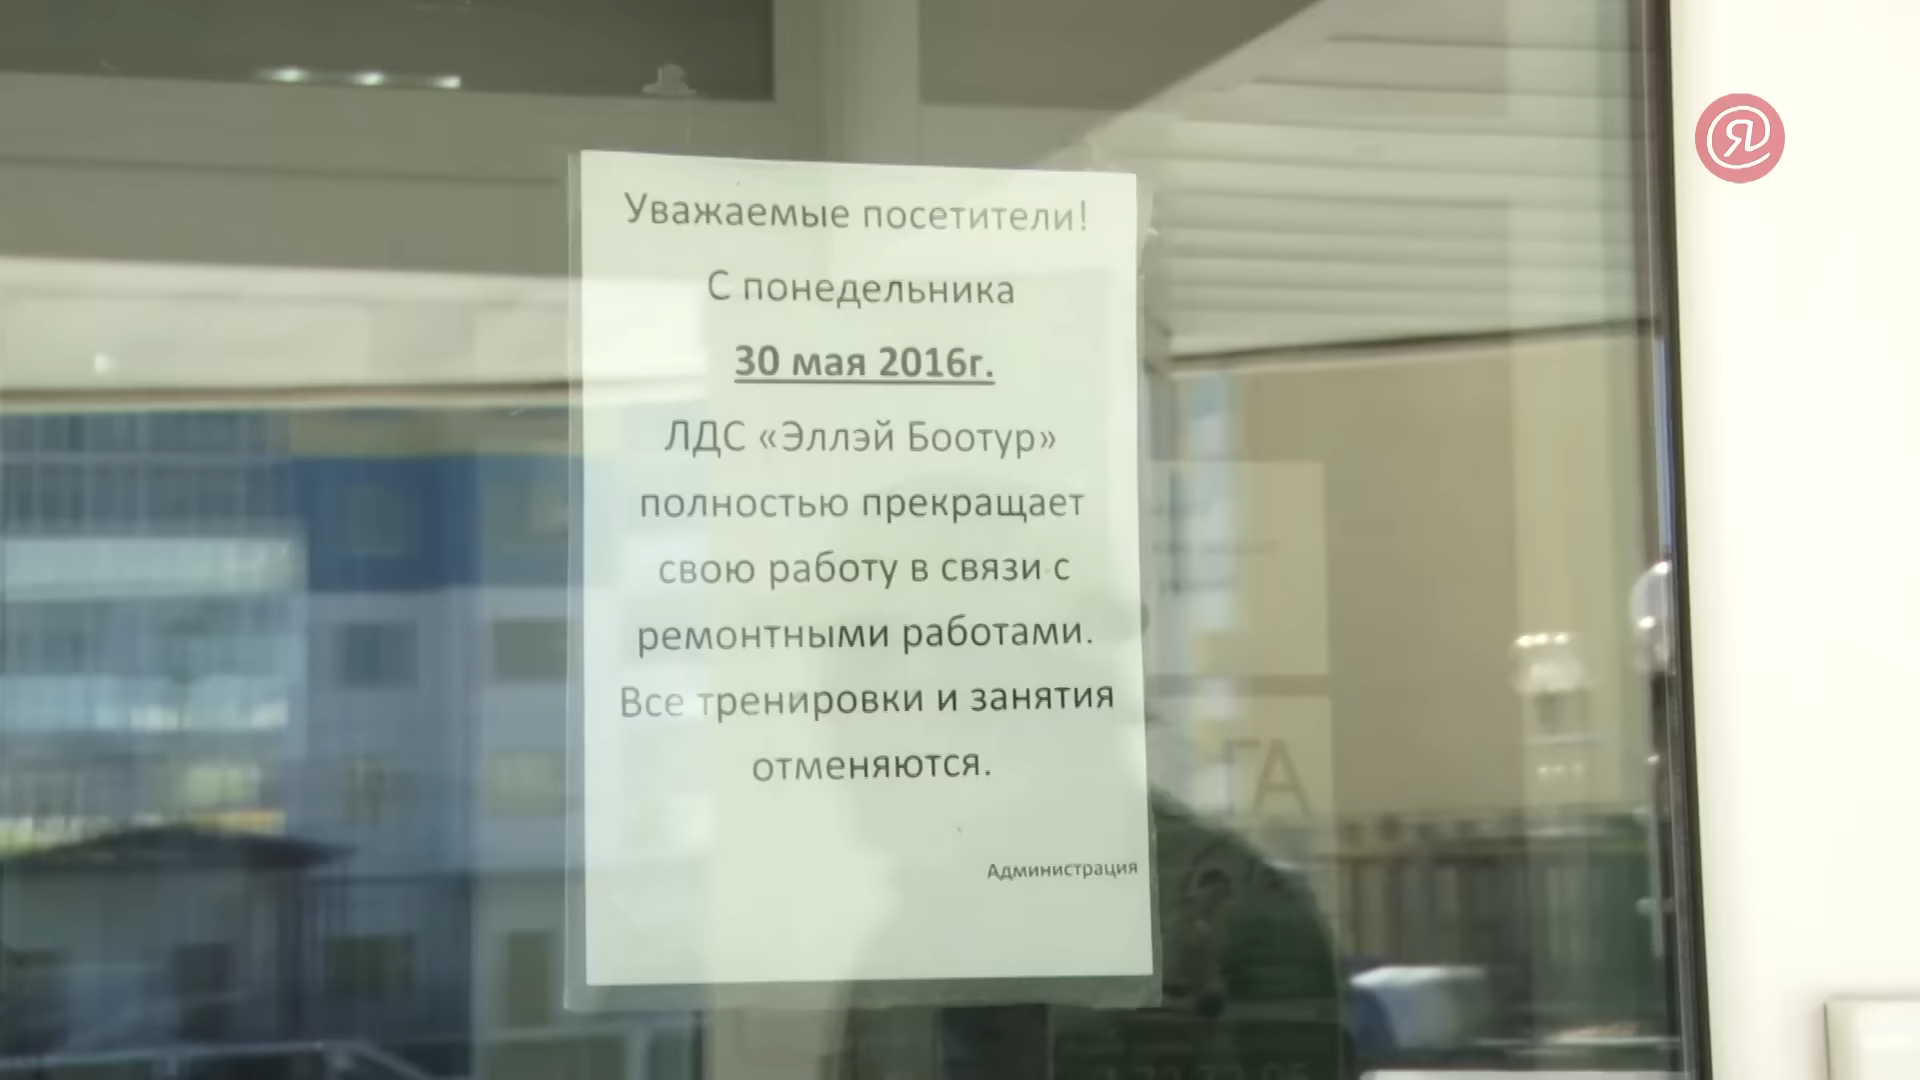 Уважаемые посетители!
С понедельника
30 мая 2016г.
ЛДС «Эллэй Боотур»
полностью прекращает
свою работу в связи с
ремонтными работами.
Все тренировки и занятия
отменяются.
Администрация
Я